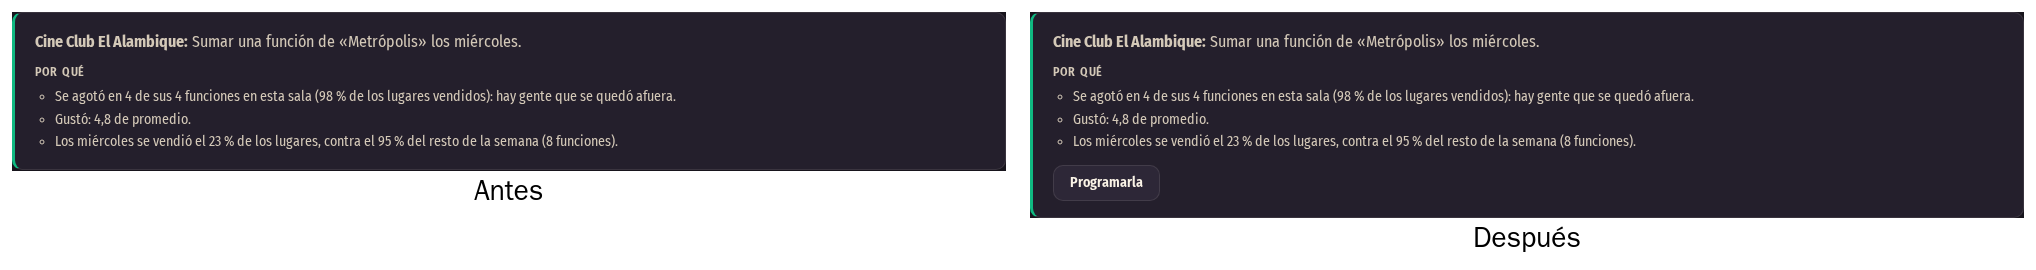 Cine Club El Alambique: Sumar una función de «Metrópolis» los miércoles.
POR QUÉ
Se agotó en 4 de sus 4 funciones en esta sala (98 % de los lugares vendidos): hay gente que se quedó afuera.
Gustó: 4,8 de promedio.
Los miércoles se vendió el 23 % de los lugares, contra el 95 % del resto de la semana (8 funciones).
Antes
Cine Club El Alambique: Sumar una función de «Metrópolis» los miércoles.
POR QUÉ
Se agotó en 4 de sus 4 funciones en esta sala (98 % de los lugares vendidos): hay gente que se quedó afuera.
Gustó: 4,8 de promedio.
Los miércoles se vendió el 23 % de los lugares, contra el 95 % del resto de la semana (8 funciones).
Programarla
Después